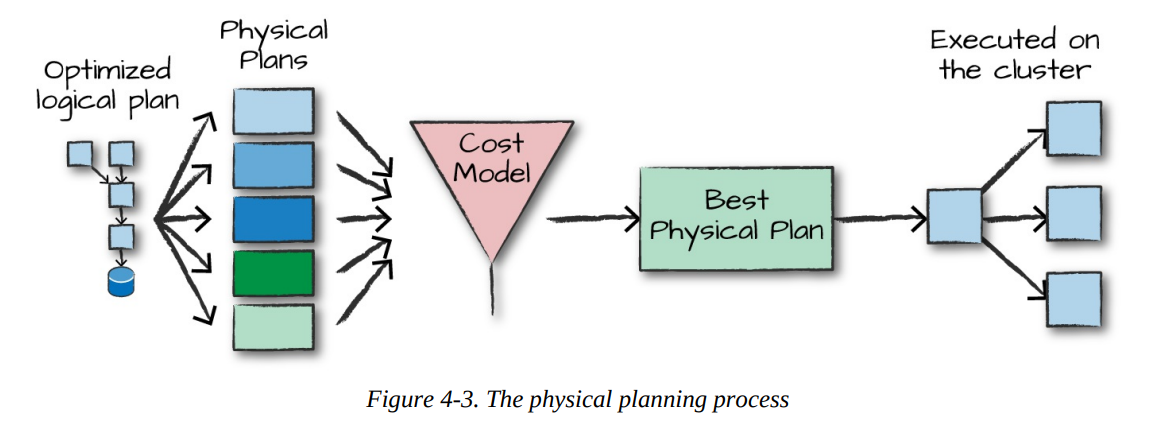 Optimized
logical plan
Physical
Plans
Cost
Model
Best
Physical Plan
Executed on
the cluster
Figure 4-3. The physical planning process